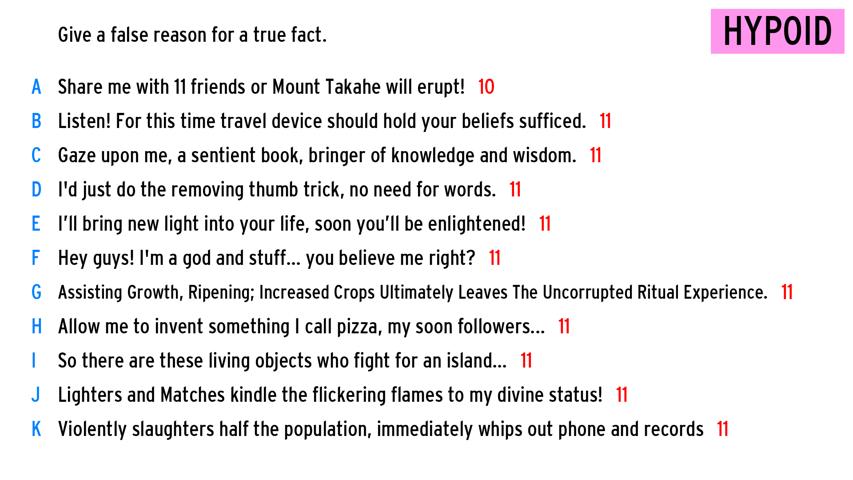 Give a false reason for a true fact.
HYPOID
A Share me with 11 friends or Mount Takahe will erupt! 10
B Listen! For this time travel device should hold your beliefs sufficed. 11
C Gaze upon me, a sentient book, bringer of knowledge and wisdom. 11
D I'd just do the removing thumb trick, no need for words. 11
E I'll bring new light into your life, soon you'll be enlightened! 11
F Hey guys! I'm a god and stuff... you believe me right? 11
G Assisting Growth, Ripening; Increased Crops Ultimately Leaves The Uncorrupted Ritual Experience. 11
H Allow me to invent something I call pizza, my soon followers... 11
I So there are these living objects who fight for an island... 11
J Lighters and Matches kindle the flickering flames to my divine status! 11
K Violently slaughters half the population, immediately whips out phone and records 11